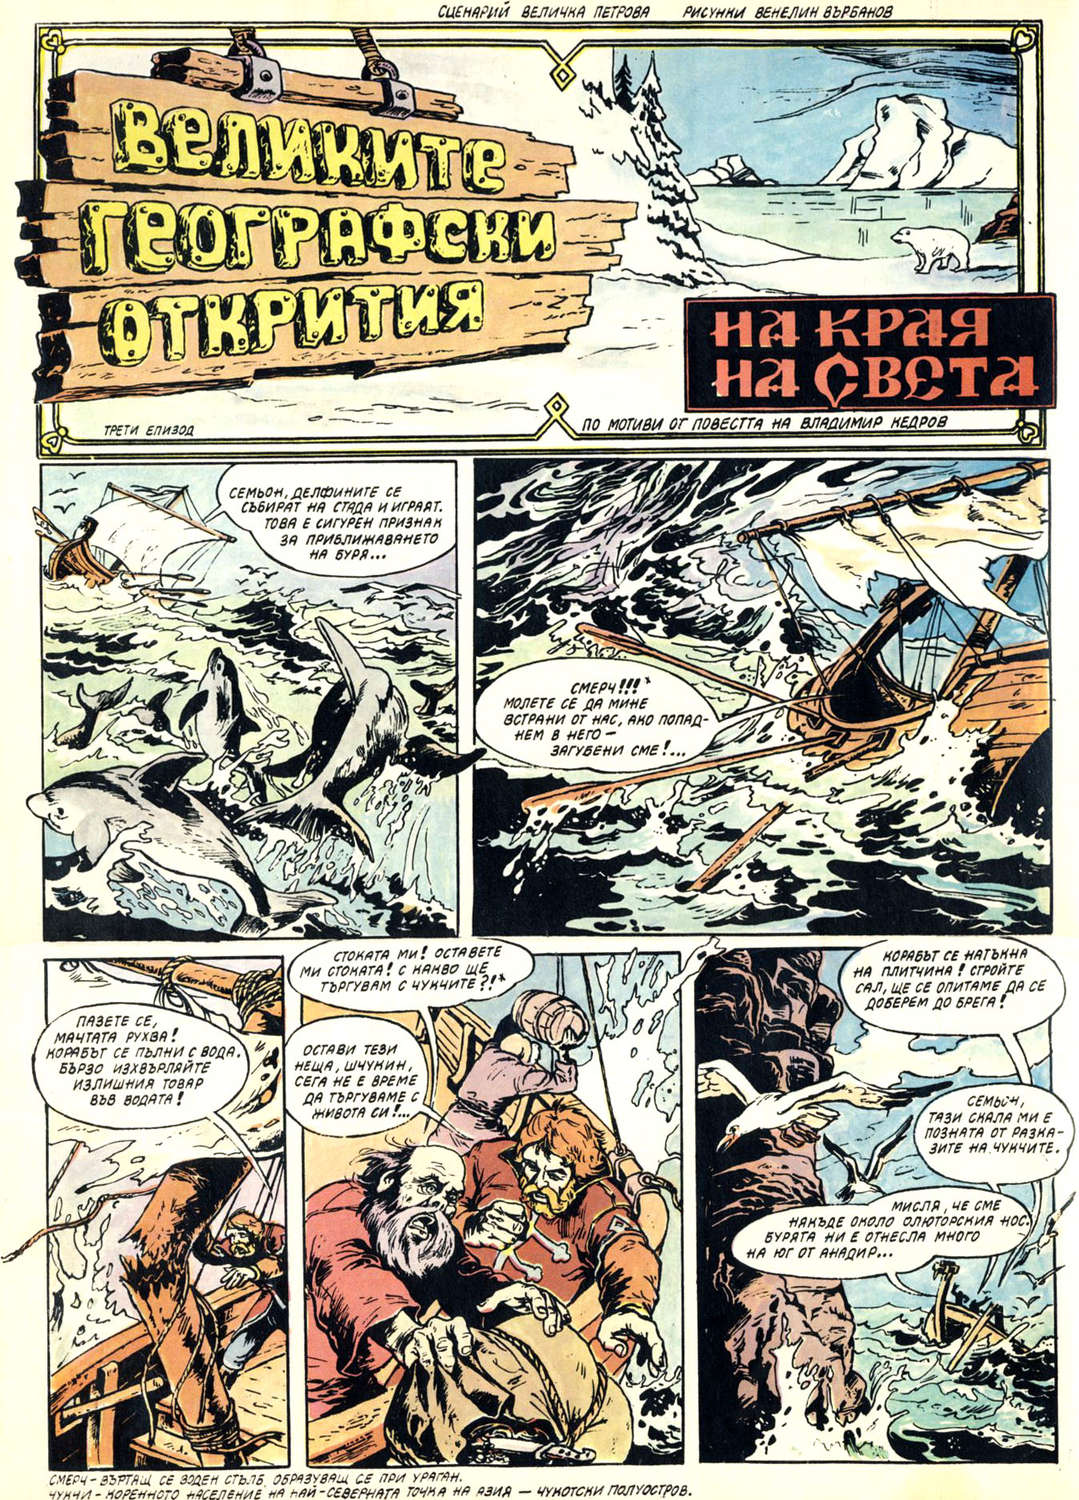 СЦЕНАРИЙ ВЕЛИЧКА ПЕТРОВА РИСУНКИ ВЕНЕЛИН ВЪРБАНОВ
ВЕЛИКИТЕ
ГЕОГРАФСКИ
ОТКРИТИЯ
НА КРАЯ
НА СВЕТА
ТРЕТИ ЕПИЗОД
ПО МОТИВИ ОТ ПОВЕСТТА НА ВЛАДИМИР КЕДРОВ
СЕМЬОН, ДЕЛФИНИТЕ СЕ
СЪБИРАТ НА СТАДА И ИГРАЯТ.
ТОВА Е СИГУРЕН ПРИЗНАК
ЗА ПРИБЛИЖАВАНЕТО
НА БУРЯ...
СМЕРЧ!!!*
МОЛЕТЕ СЕ ДА МИНЕ
ВСТРАНИ ОТ НАС, АКО ПОПАД-
НЕМ В НЕГО –
ЗАГУБЕНИ СМЕ!...
ПАЗЕТЕ СЕ,
МАЧТАТА РУХВА!
КОРАБЪТ СЕ ПЪЛНИ С ВОДА.
БЪРЗО ИЗХВЪРЛЯЙТЕ
ИЗЛИШНИЯ ТОВАР
ВЪВ ВОДАТА!
СТОКАТА МИ! ОСТАВЕТЕ
МИ СТОКАТА! С КАКВО ЩЕ
ТЪРГУВАМ С ЧУКЧИТЕ?!*
ОСТАВИ ТЕЗИ
НЕЩА, ШЧУКИН,
СЕГА НЕ Е ВРЕМЕ
ДА ТЪРГУВАМЕ С
ЖИВОТА СИ!...
КОРАБЪТ СЕ НАТЪКНА
НА ПЛИТЧИНА! СТРОЙТЕ
САЛ, ЩЕ СЕ ОПИТАМЕ ДА СЕ
ДОБЕРЕМ ДО БРЕГА!
СЕМЬОН,
ТАЗИ СКАЛА МИ Е
ПОЗНАТА ОТ РАЗКА-
ЗИТЕ НА ЧУКЧИТЕ.
МИСЛЯ, ЧЕ СМЕ
НЯКЪДЕ ОКОЛО ОЛЮТОРСКИЯ НОС.
БУРЯТА НИ Е ОТНЕСЛА МНОГО
НА ЮГ ОТ АНАДИР...
СМЕРЧ – ВЪРТЯЩ СЕ ВОДЕН СТЪЛБ, ОБРАЗУВАЩ СЕ ПРИ УРАГАН.
ЧУКЧИ – КОРЕННОТО НАСЕЛЕНИЕ НА НАЙ-СЕВЕРНАТА ТОЧКА НА АЗИЯ – ЧУКОТСКИ ПОЛУОСТРОВ.